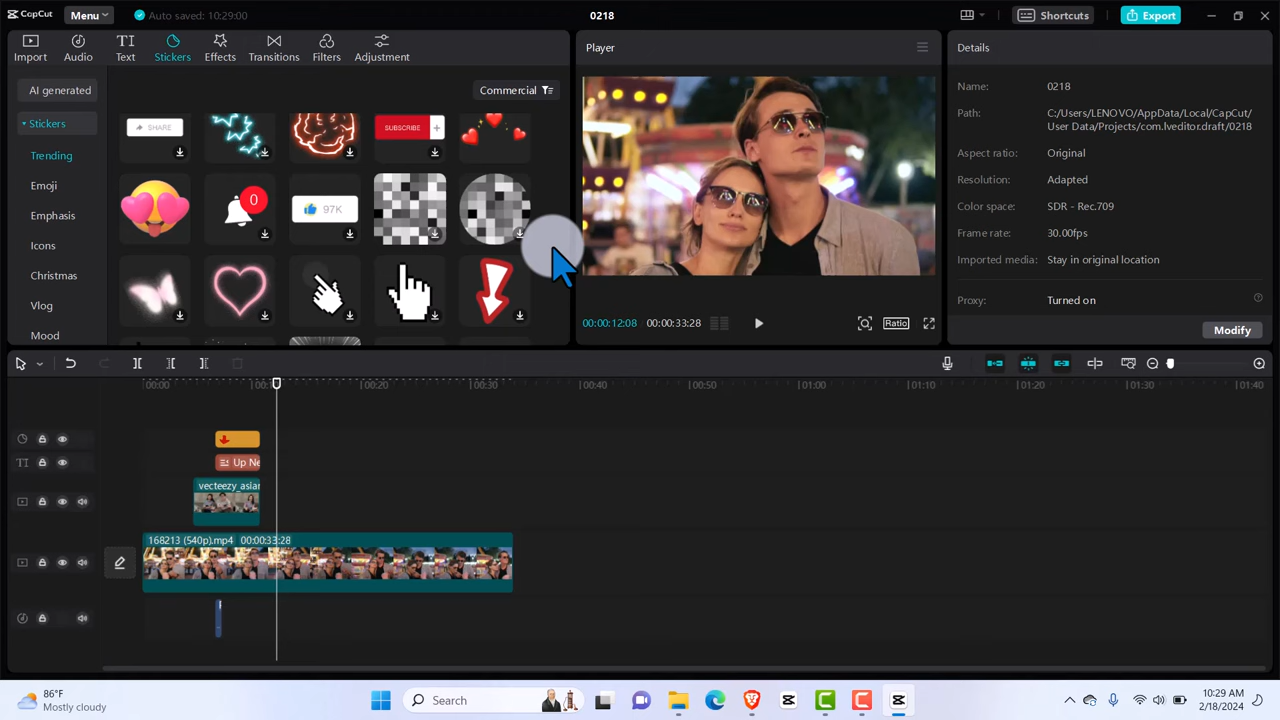 CapCut
Menu
Auto saved: 10:29:00
0218
Shortcuts
Export
Import
Audio
Text
Stickers
Effects
Transitions
Filters
Adjustment
AI generated
Stickers
Trending
Emoji
Emphasis
Icons
Christmas
Vlog
Mood
Commercial
SHARE
SUBSCRIBE
0
97K
Player
00:00:12:08
00:00:33:28
Ratio
Details
Name: 0218
Path: C:/Users/LENOVO/AppData/Local/CapCut/
User Data/Projects/com.lveditor.draft/0218
Aspect ratio: Original
Resolution: Adapted
Color space: SDR - Rec.709
Frame rate: 30.00fps
Imported media: Stay in original location
Proxy: Turned on
Modify
00:00
00:20
00:30
00:40
00:50
01:00
01:10
01:20
01:30
01:40
TI
Up Ne
vecteezy_asian
168213 (540p).mp4 00:00:33:28
86°F
Mostly cloudy
Search
10:29 AM
2/18/2024